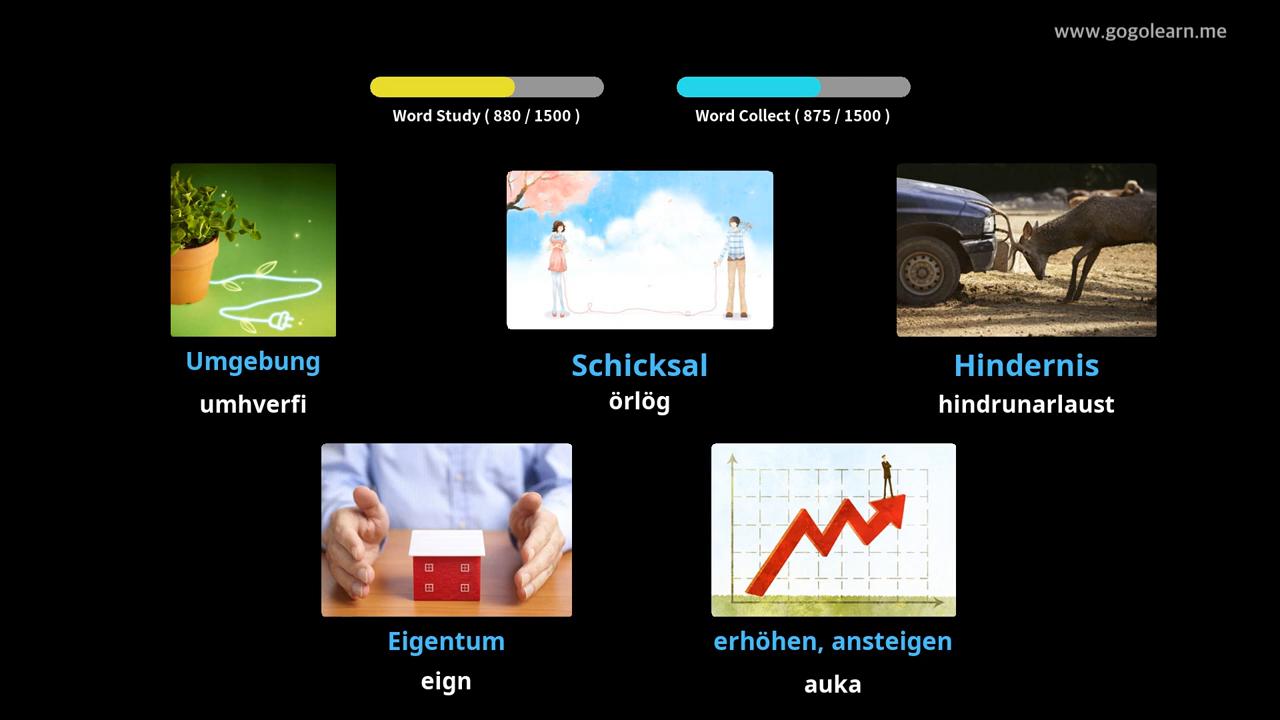 www.gogolearn.me
Word Study ( 880 / 1500 )
Word Collect ( 875 / 1500 )
Umgebung
umhverfi
Schicksal
örlög
Hindernis
hindrunarlaust
Eigentum
eign
erhöhen, ansteigen
auka